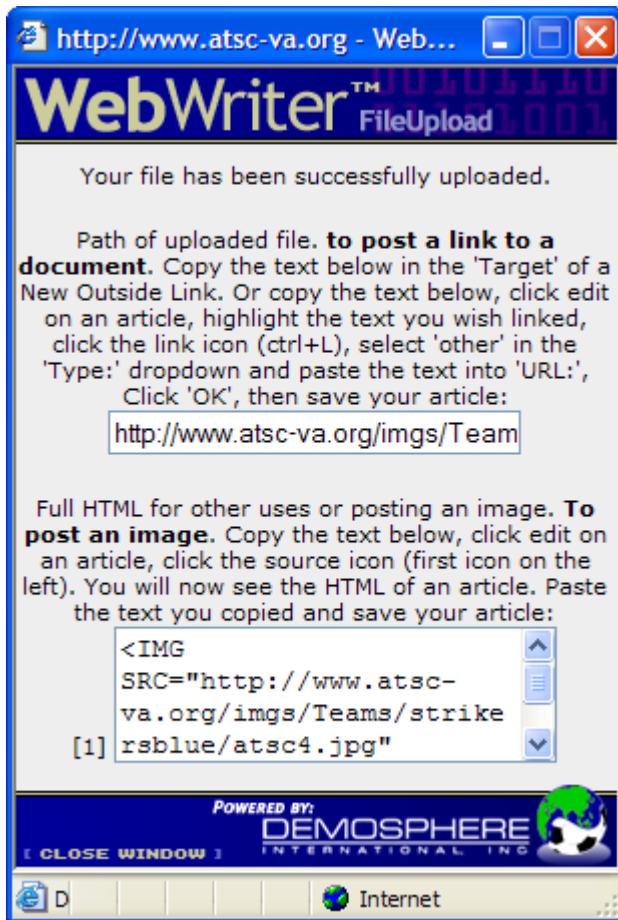 http://www.atsc-va.org - Web...
WebWriter™ FileUpload
Your file has been successfully uploaded.
Path of uploaded file. to post a link to a
document. Copy the text below in the 'Target' of a
New Outside Link. Or copy the text below, click edit
on an article, highlight the text you wish linked,
click the link icon (ctrl+L), select 'other' in the
'Type:' dropdown and paste the text into 'URL:',
Click 'OK', then save your article:
http://www.atsc-va.org/imgs/Team
Full HTML for other uses or posting an image. To
post an image. Copy the text below, click edit on
an article, click the source icon (first icon on the
left). You will now see the HTML of an article. Paste
the text you copied and save your article:
<IMG
SRC="http://www.atsc-
va.org/imgs/Teams/strike
[1] rsblue/atsc4.jpg"
POWERED BY:
DEMOSPHERE
[ CLOSE WINDOW ] INTERNATIONAL, INC
D Internet